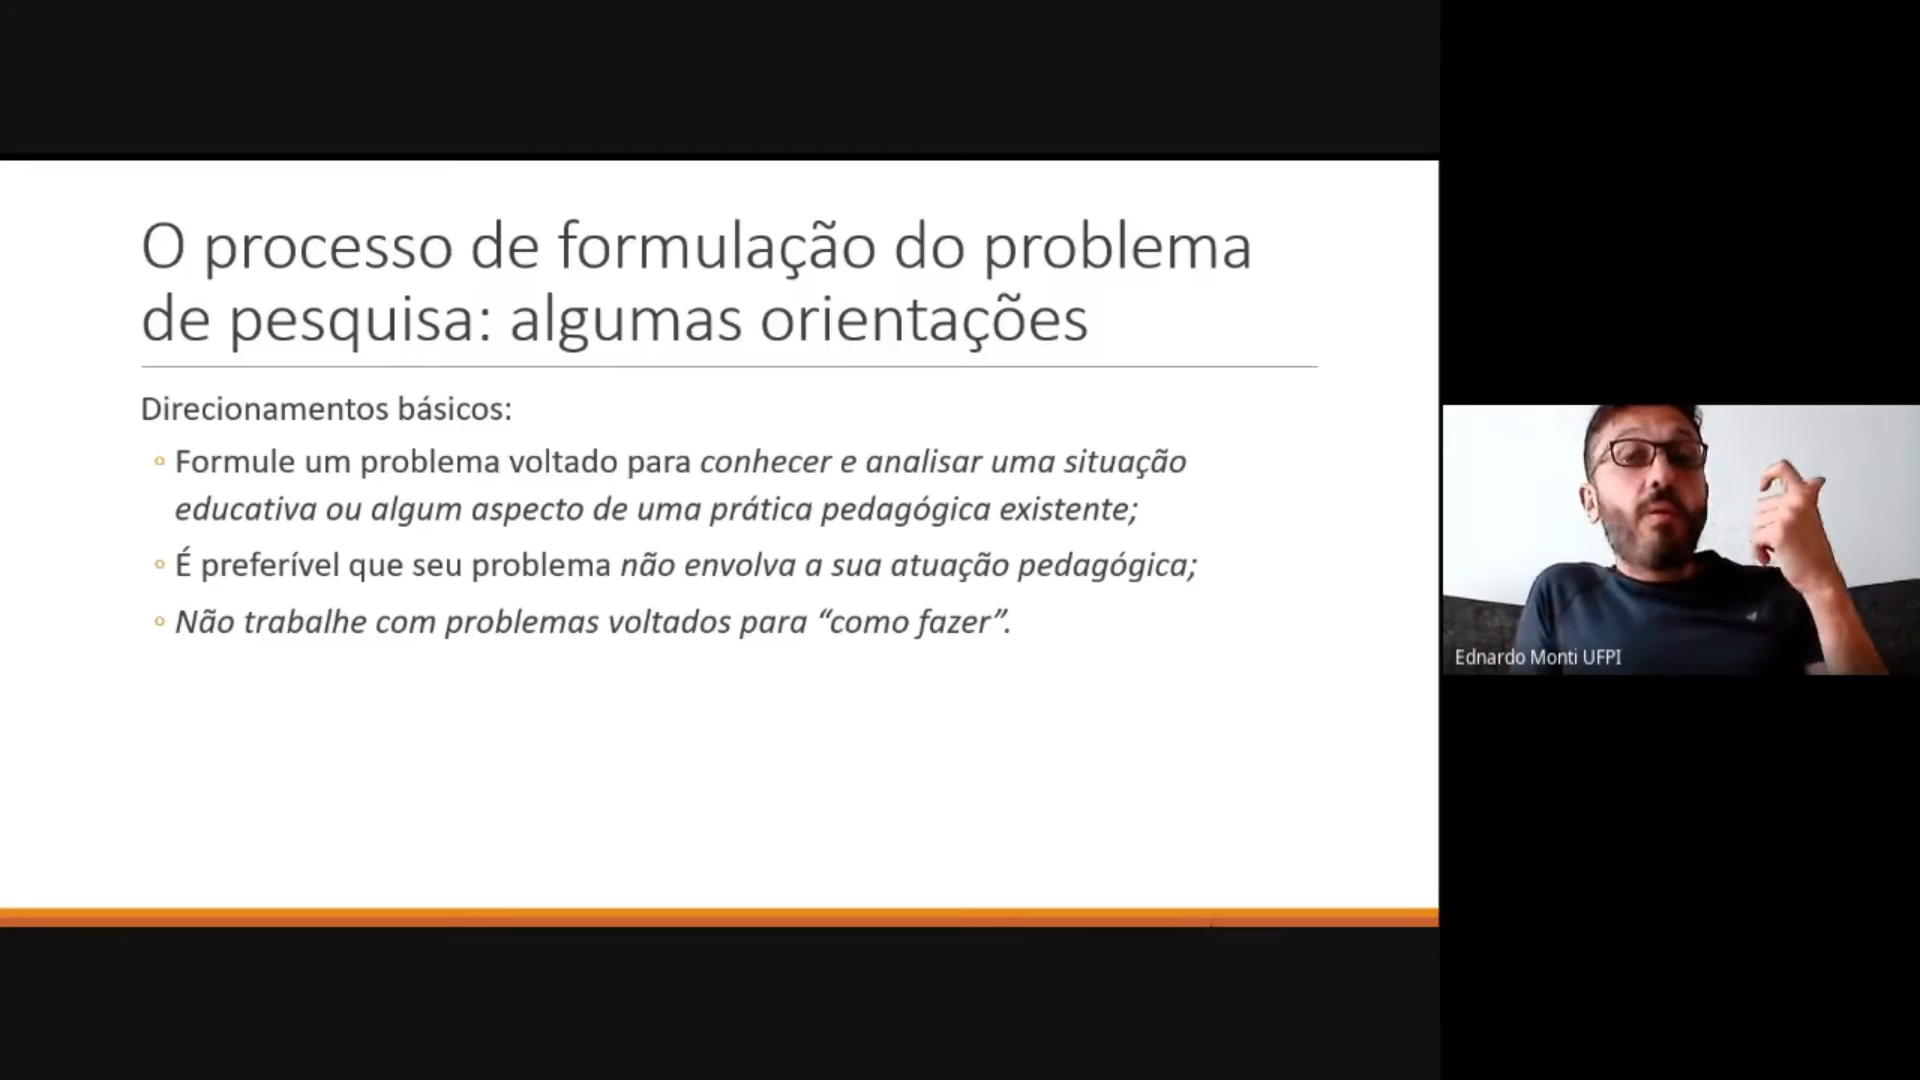 O processo de formulação do problema
de pesquisa: algumas orientações
Direcionamentos básicos:
◦ Formule um problema voltado para conhecer e analisar uma situação
educativa ou algum aspecto de uma prática pedagógica existente;
◦ É preferível que seu problema não envolva a sua atuação pedagógica;
◦ Não trabalhe com problemas voltados para “como fazer”.
Ednardo Monti UFPI